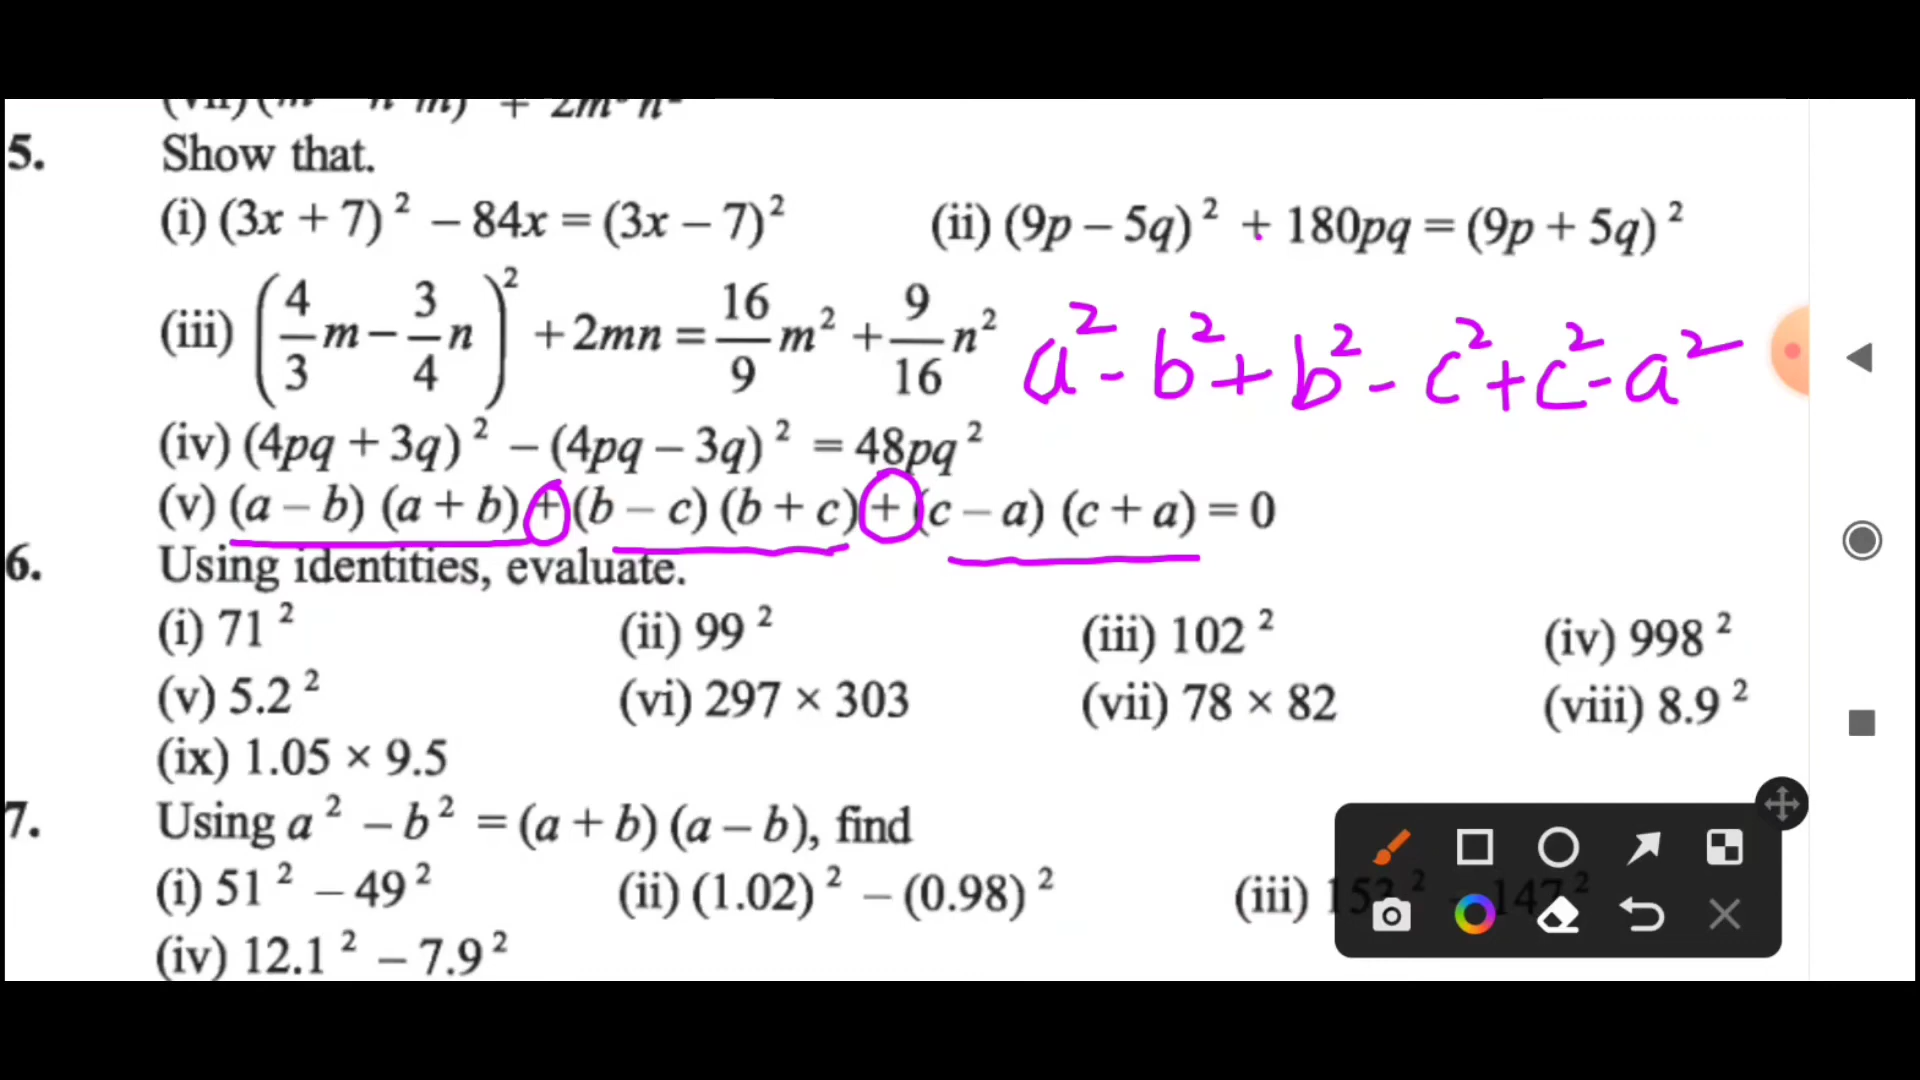 5. Show that.
(i) (3x + 7)² – 84x = (3x – 7)² (ii) (9p – 5q)² + 180pq = (9p + 5q)²
(iii) (4/3 m – 3/4 n)² + 2mn = 16/9 m² + 9/16 n²
a² - b² + b² - c² + c² - a²
(iv) (4pq + 3q)² – (4pq – 3q)² = 48pq²
(v) (a – b) (a + b) + (b – c) (b + c) + (c – a) (c + a) = 0
6. Using identities, evaluate.
(i) 71² (ii) 99² (iii) 102² (iv) 998²
(v) 5.2² (vi) 297 × 303 (vii) 78 × 82 (viii) 8.9²
(ix) 1.05 × 9.5
7. Using a² – b² = (a + b) (a – b), find
(i) 51² – 49² (ii) (1.02)² – (0.98)² (iii)
(iv) 12.1² – 7.9²